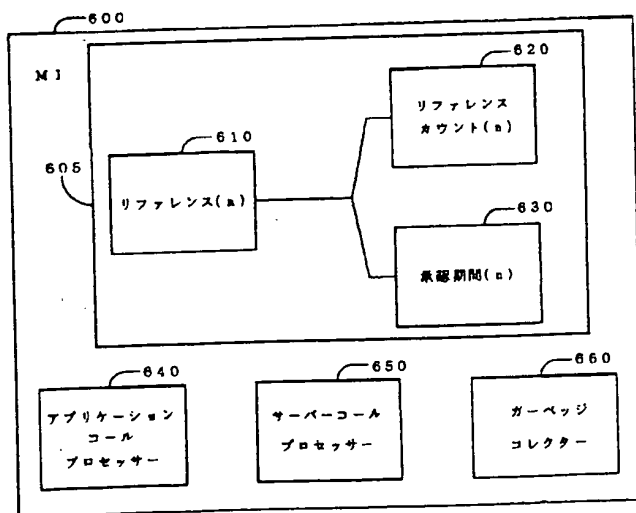 600
MI
620
リファレンス
カウント(n)
610
605
リファレンス(n)
630
承認期間(n)
640
650
660
アプリケーション
コール
プロセッサー
サーバーコール
プロセッサー
ガーベッジ
コレクター